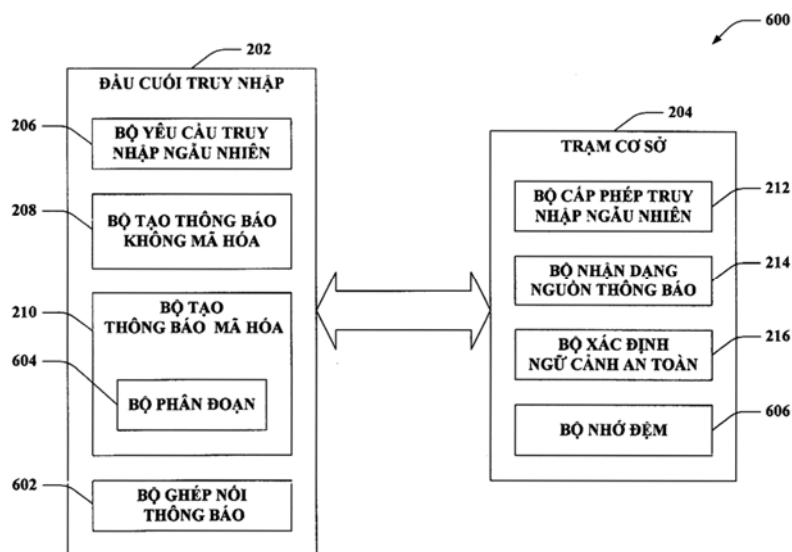 600
202
ĐẦU CUỐI TRUY NHẬP
206
BỘ YÊU CẦU TRUY
NHẬP NGẪU NHIÊN
208
BỘ TẠO THÔNG BÁO
KHÔNG MÃ HÓA
210
BỘ TẠO
THÔNG BÁO MÃ HÓA
604
BỘ PHÂN ĐOẠN
602
BỘ GHÉP NỐI
THÔNG BÁO
204
TRẠM CƠ SỞ
BỘ CẤP PHÉP TRUY
NHẬP NGẪU NHIÊN
212
BỘ NHẬN DẠNG
NGUỒN THÔNG BÁO
214
BỘ XÁC ĐỊNH
NGỮ CẢNH AN TOÀN
216
BỘ NHỚ ĐỆM
606